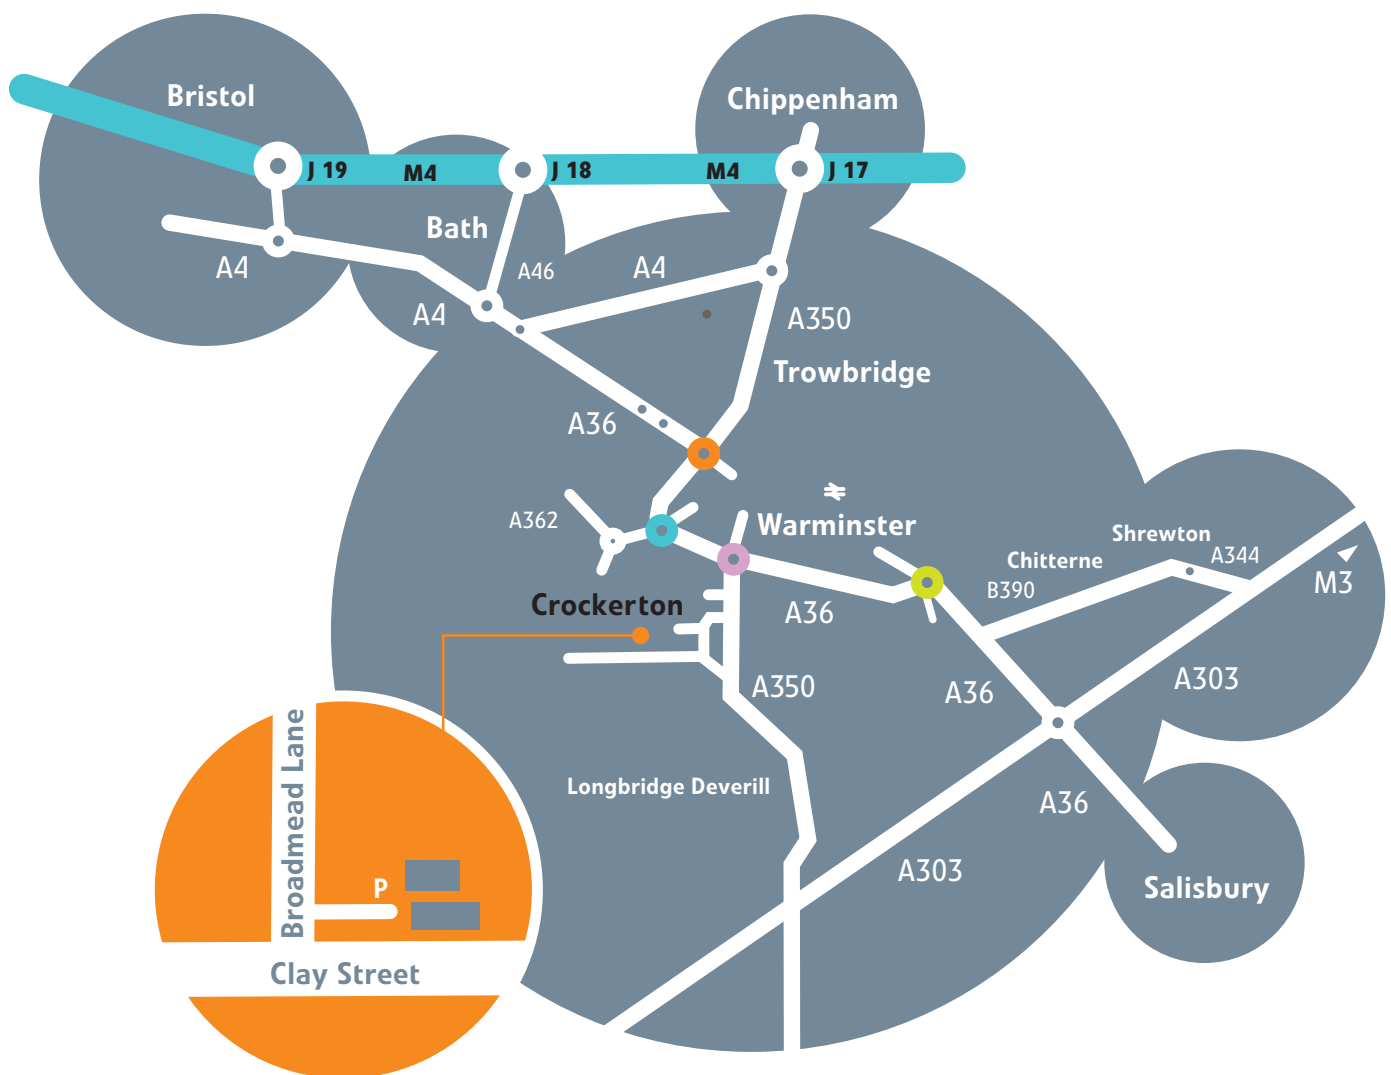 Bristol
Chippenham
J 19
M4
J 18
M4
J 17
Bath
A4
A46
A4
A4
A350
Trowbridge
A36
A362
Warminster
Shrewton
Chitterne
A344
B390
M3
Crockerton
A36
A350
A36
A303
Longbridge Deverill
A36
A303
Salisbury
Broadmead Lane
P
Clay Street